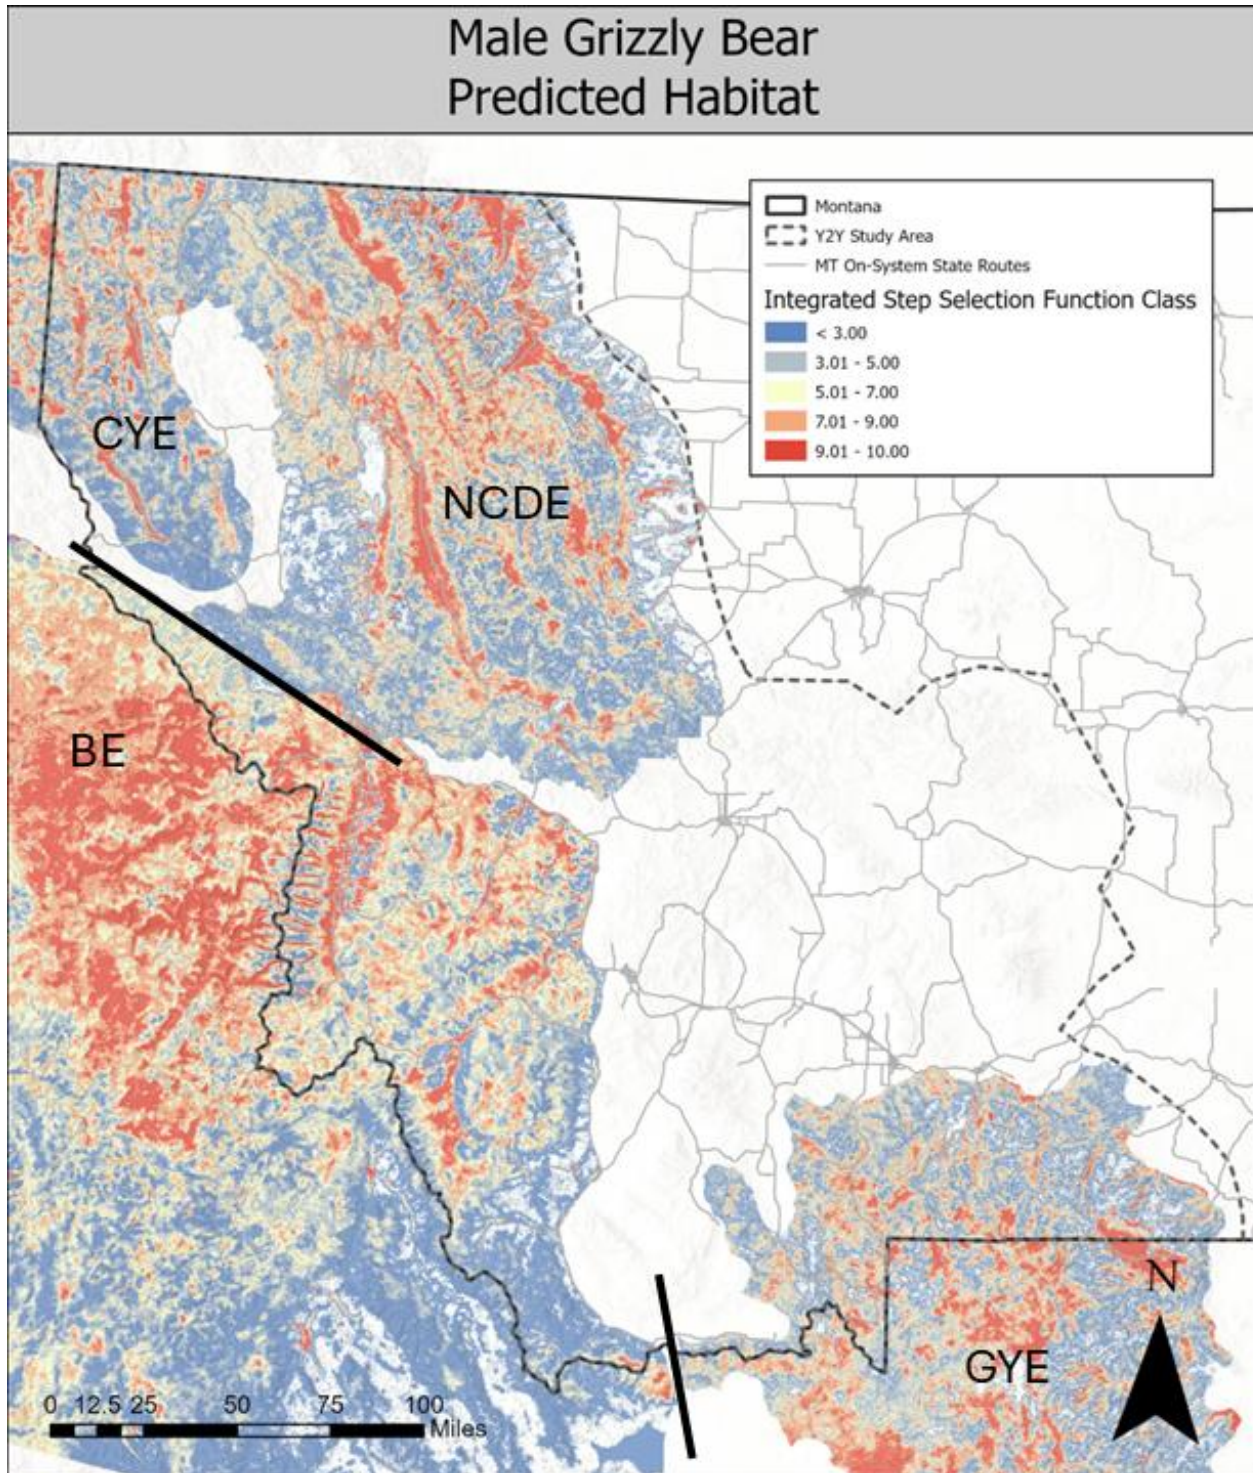 Male Grizzly Bear
Predicted Habitat
Montana
Y2Y Study Area
MT On-System State Routes
Integrated Step Selection Function Class
< 3.00
3.01 - 5.00
5.01 - 7.00
7.01 - 9.00
9.01 - 10.00
CYE
NCDE
BE
N
GYE
0 12.5 25 50 75 100
Miles